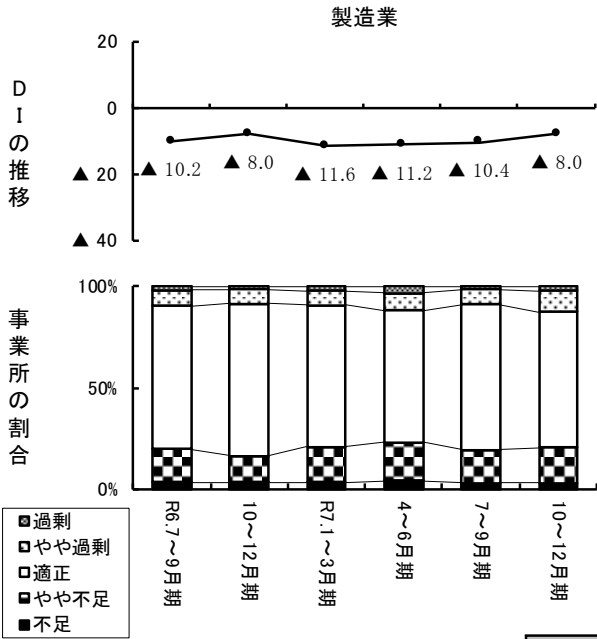 製造業
DIの推移
20
0
▲ 20
▲ 40
▲ 10.2
▲ 8.0
▲ 11.6
▲ 11.2
▲ 10.4
▲ 8.0
事業所の割合
100%
50%
0%
R6.7～9月期
10～12月期
R7.1～3月期
4～6月期
7～9月期
10～12月期
過剰
やや過剰
適正
やや不足
不足